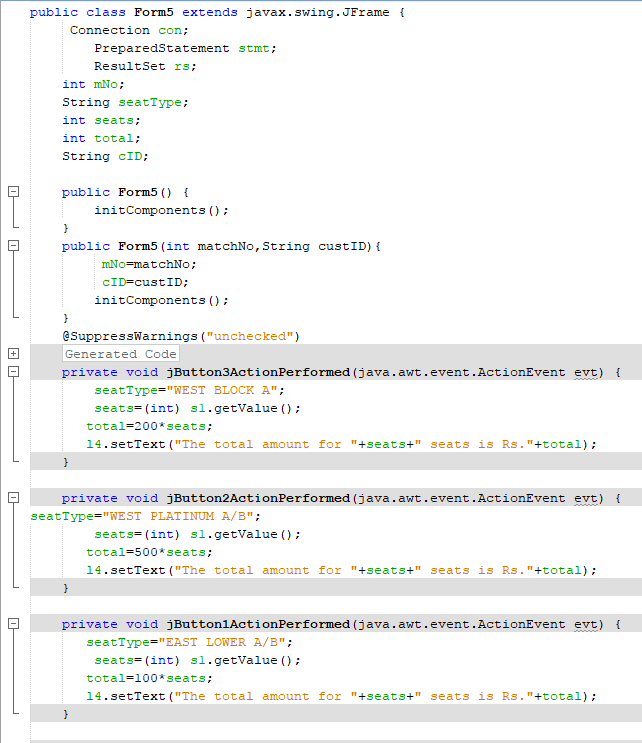 public class Form5 extends javax.swing.JFrame {
     Connection con;
        PreparedStatement stmt;
        ResultSet rs;
    int mNo;
    String seatType;
    int seats;
    int total;
    String cID;

    public Form5() {
        initComponents();
    }
    public Form5(int matchNo,String custID){
         mNo=matchNo;
         cID=custID;
        initComponents();
    }
    @SuppressWarnings("unchecked")
    Generated Code
    private void jButton3ActionPerformed(java.awt.event.ActionEvent evt) {
        seatType="WEST BLOCK A";
        seats=(int) s1.getValue();
       total=200*seats;
       l4.setText("The total amount for "+seats+" seats is Rs."+total);
    }

    private void jButton2ActionPerformed(java.awt.event.ActionEvent evt) {
seatType="WEST PLATINUM A/B";
        seats=(int) s1.getValue();
       total=500*seats;
       l4.setText("The total amount for "+seats+" seats is Rs."+total);
    }

    private void jButton1ActionPerformed(java.awt.event.ActionEvent evt) {
       seatType="EAST LOWER A/B";
        seats=(int) s1.getValue();
       total=100*seats;
       l4.setText("The total amount for "+seats+" seats is Rs."+total);
    }